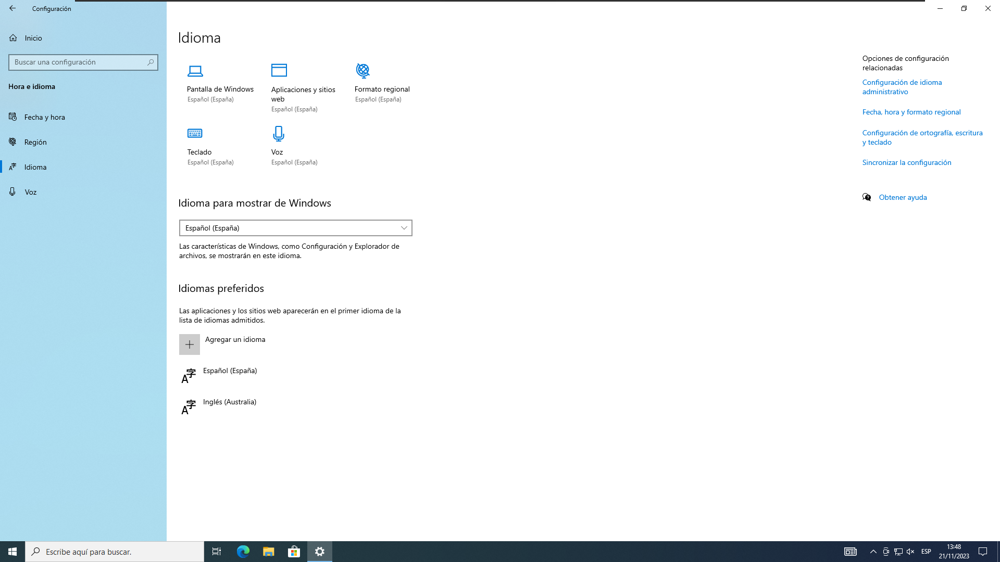 Configuración
Inicio
Buscar una configuración
Hora e idioma
Fecha y hora
Región
Idioma
Voz
Idioma
Pantalla de Windows
Español (España)
Aplicaciones y sitios
web
Español (España)
Formato regional
Español (España)
Teclado
Español (España)
Voz
Español (España)
Idioma para mostrar de Windows
Español (España)
Las características de Windows, como Configuración y Explorador de
archivos, se mostrarán en este idioma.
Idiomas preferidos
Las aplicaciones y los sitios web aparecerán en el primer idioma de la
lista de idiomas admitidos.
Agregar un idioma
Español (España)
Inglés (Australia)
Opciones de configuración
relacionadas
Configuración de idioma
administrativo
Fecha, hora y formato regional
Configuración de ortografía, escritura
y teclado
Sincronizar la configuración
Obtener ayuda
Escribe aquí para buscar.
ESP
13:48
21/11/2023